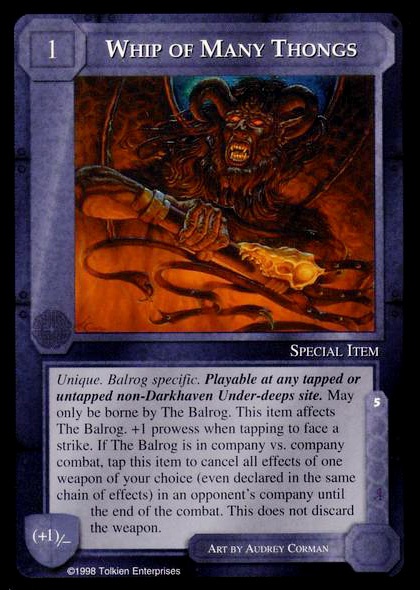 1
WHIP OF MANY THONGS
SPECIAL ITEM
Unique. Balrog specific. Playable at any tapped or
untapped non-Darkhaven Under-deeps site. May
only be borne by The Balrog. This item affects
The Balrog. +1 prowess when tapping to face a
strike. If The Balrog is in company vs. company
combat, tap this item to cancel all effects of one
weapon of your choice (even declared in the same
chain of effects) in an opponent's company until
the end of the combat. This does not discard
the weapon.
5
(+1)/–
ART BY AUDREY CORMAN
©1998 Tolkien Enterprises